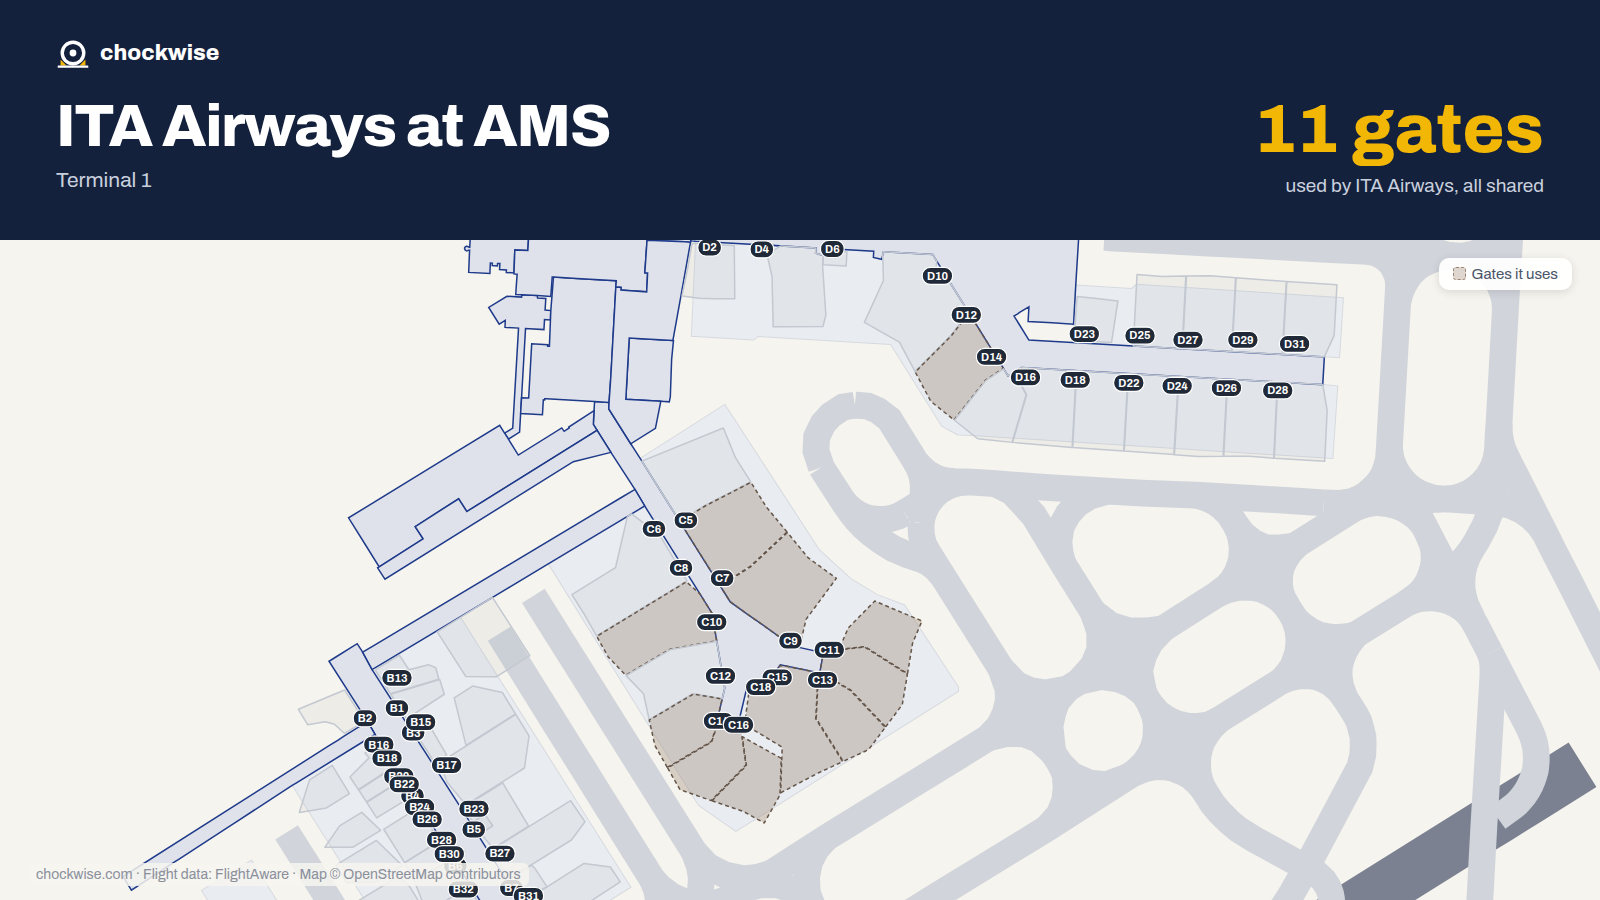 chockwise
ITA Airways at AMS
Terminal 1
11 gates
used by ITA Airways, all shared
Gates it uses
D2
D4
D6
D10
D12
D14
D16
D18
D22
D24
D26
D28
D23
D25
D27
D29
D31
C5
C6
C7
C8
C9
C10
C11
C12
C13
C15
C18
C16
B13
B1
B2
B15
B3
B16
B18
B17
B22
B24
B26
B23
B5
B28
B30
B27
B32
B31
chockwise.com · Flight data: FlightAware · Map © OpenStreetMap contributors